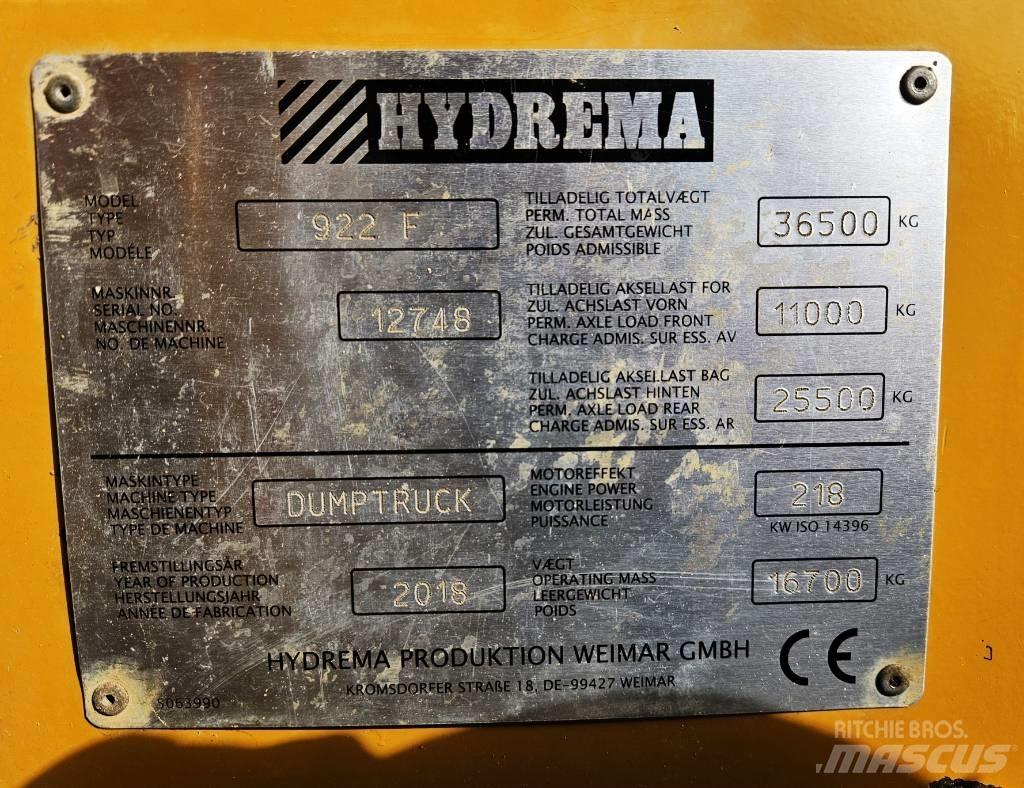 HYDREMA
MODEL
TYPE
TYP
MODÉLE
922 F
TILLADELIG TOTALVÆGT
PERM. TOTAL MASS
ZUL. GESAMTGEWICHT
POIDS ADMISSIBLE
36500 KG
MASKINNR.
SERIAL NO.
MASCHINENNR.
NO. DE MACHINE
12748
TILLADELIG AKSELLAST FOR
ZUL. ACHSLAST VORN
PERM. AXLE LOAD FRONT
CHARGE ADMIS. SUR ESS. AV
11000 KG
TILLADELIG AKSELLAST BAG
ZUL. ACHSLAST HINTEN
PERM. AXLE LOAD REAR
CHARGE ADMIS. SUR ESS. AR
25500 KG
MASKINTYPE
MACHINE TYPE
MASCHIENENTYP
TYPE DE MACHINE
DUMPTRUCK
MOTOREFFEKT
ENGINE POWER
MOTORLEISTUNG
PUISSANCE
218
KW ISO 14396
FREMSTILLINGSÅR
YEAR OF PRODUCTION
HERSTELLUNGSJAHR
ANNÉE DE FABRICATION
2018
VÆGT
OPERATING MASS
LEERGEWICHT
POIDS
16700 KG
HYDREMA PRODUKTION WEIMAR GMBH
KROMSDORFER STRAßE 18, DE-99427 WEIMAR
CE
S063990
RITCHIE BROS.
MASCUS